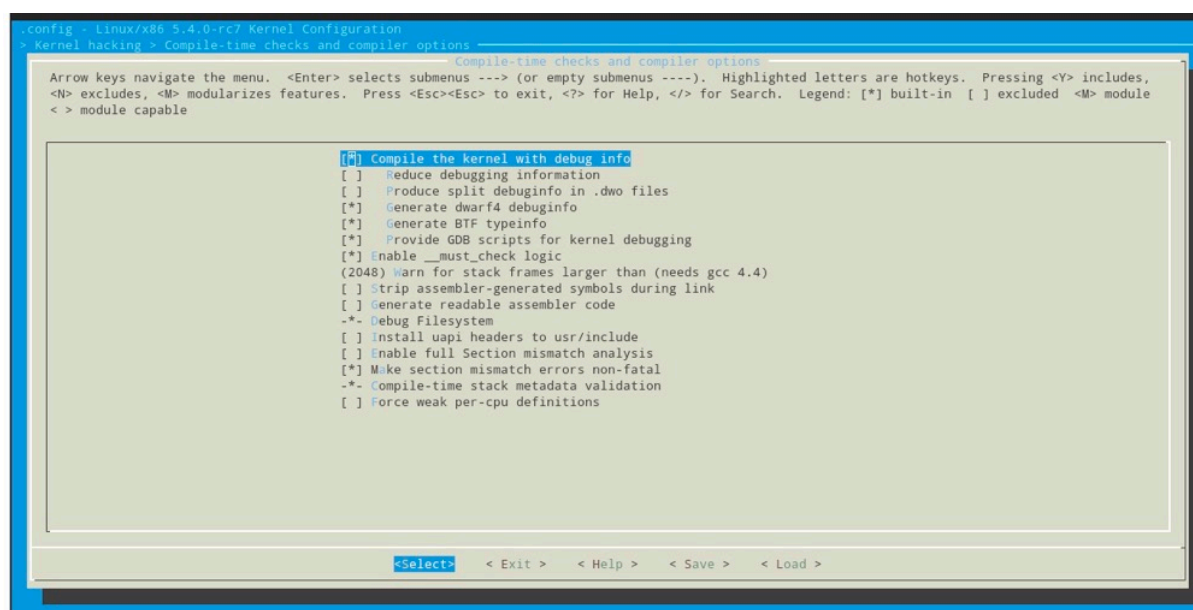 .config - Linux/x86 5.4.0-rc7 Kernel Configuration
> Kernel hacking > Compile-time checks and compiler options
Compile-time checks and compiler options
Arrow keys navigate the menu. <Enter> selects submenus ---> (or empty submenus ----). Highlighted letters are hotkeys. Pressing <Y> includes,
<N> excludes, <M> modularizes features. Press <Esc><Esc> to exit, <?> for Help, </> for Search. Legend: [*] built-in [ ] excluded <M> module
< > module capable
[*] Compile the kernel with debug info
[ ] Reduce debugging information
[ ] Produce split debuginfo in .dwo files
[*] Generate dwarf4 debuginfo
[*] Generate BTF typeinfo
[*] Provide GDB scripts for kernel debugging
[*] Enable __must_check logic
(2048) Warn for stack frames larger than (needs gcc 4.4)
[ ] Strip assembler-generated symbols during link
[ ] Generate readable assembler code
-*- Debug Filesystem
[ ] Install uapi headers to usr/include
[ ] Enable full Section mismatch analysis
[*] Make section mismatch errors non-fatal
-*- Compile-time stack metadata validation
[ ] Force weak per-cpu definitions
<Select> < Exit > < Help > < Save > < Load >